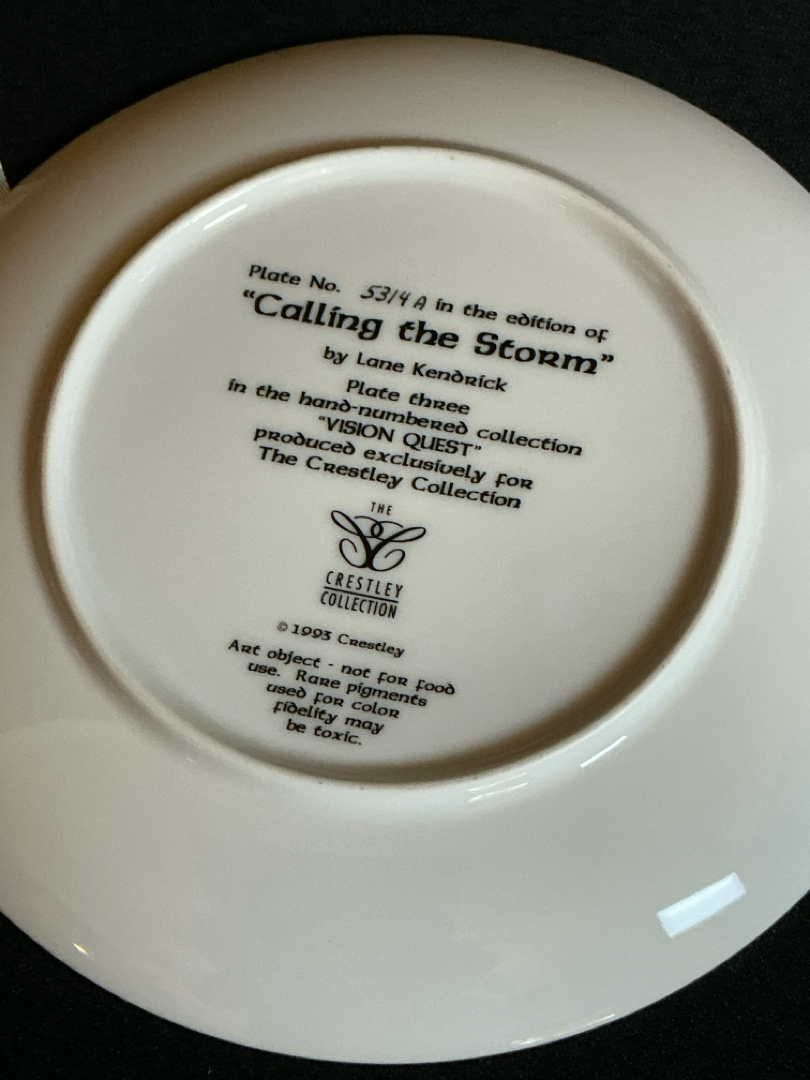 Plate No. 5314 A in the edition of
"Calling the Storm"
by Lane Kendrick
Plate three
in the hand-numbered collection
"VISION QUEST"
produced exclusively for
The Crestley Collection
THE
CRESTLEY
COLLECTION
© 1993 Crestley
Art object - not for food
use. Rare pigments
used for color
fidelity may
be toxic.